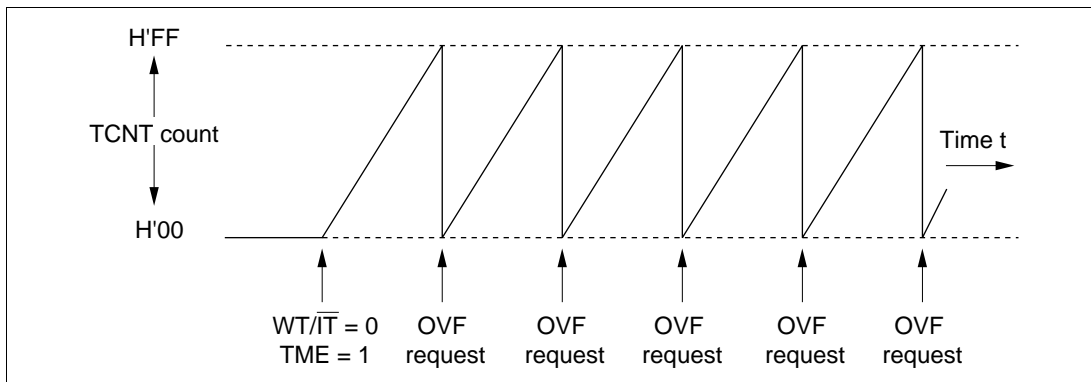 H'FF
TCNT count
Time t
H'00
WT/I̅T̅ = 0
TME = 1
OVF
request
OVF
request
OVF
request
OVF
request
OVF
request